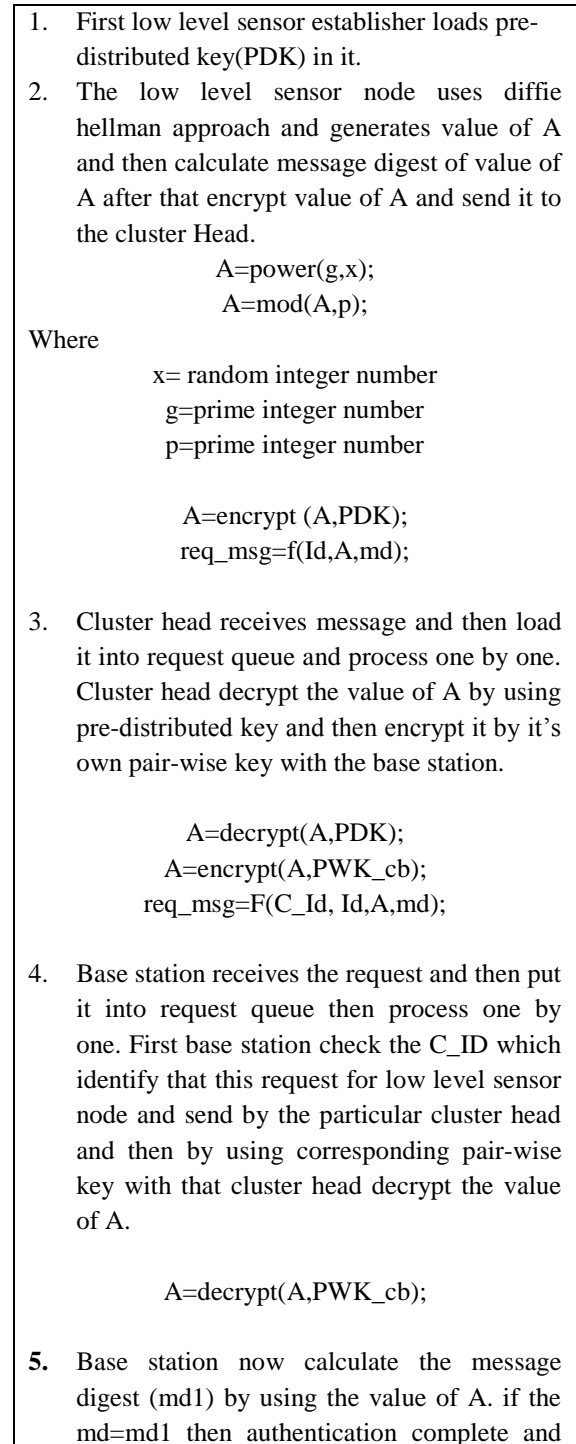 1. First low level sensor establisher loads pre-
distributed key(PDK) in it.
2. The low level sensor node uses diffie
hellman approach and generates value of A
and then calculate message digest of value of
A after that encrypt value of A and send it to
the cluster Head.
A=power(g,x);
A=mod(A,p);
Where
x= random integer number
g=prime integer number
p=prime integer number
A=encrypt (A,PDK);
req_msg=f(Id,A,md);
3. Cluster head receives message and then load
it into request queue and process one by one.
Cluster head decrypt the value of A by using
pre-distributed key and then encrypt it by it's
own pair-wise key with the base station.
A=decrypt(A,PDK);
A=encrypt(A,PWK_cb);
req_msg=F(C_Id, Id,A,md);
4. Base station receives the request and then put
it into request queue then process one by
one. First base station check the C_ID which
identify that this request for low level sensor
node and send by the particular cluster head
and then by using corresponding pair-wise
key with that cluster head decrypt the value
of A.
A=decrypt(A,PWK_cb);
5. Base station now calculate the message
digest (md1) by using the value of A. if the
md=md1 then authentication complete and